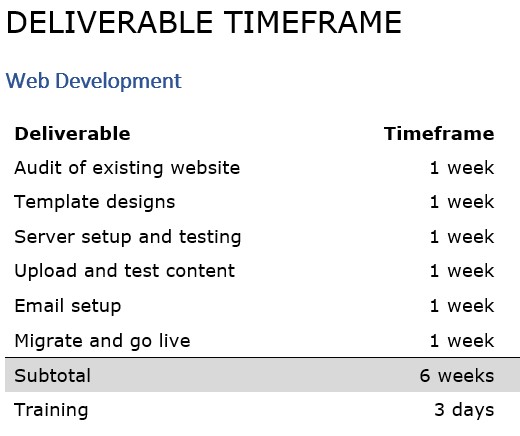 DELIVERABLE TIMEFRAME
Web Development
Deliverable Timeframe
Audit of existing website 1 week
Template designs 1 week
Server setup and testing 1 week
Upload and test content 1 week
Email setup 1 week
Migrate and go live 1 week
Subtotal 6 weeks
Training 3 days